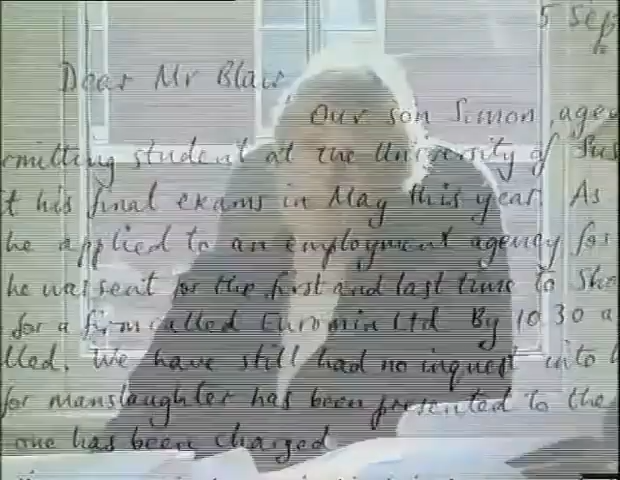 5 Sep
Dear Mr Blair
Our son Simon, aged
mitting student at the University of Sus
t his final exams in May this year. As
he applied to an employment agency for
he was sent for the first and last time to Sho
for a firm called Euromin Ltd By 10 30 a
lled. We have still had no inquest into h
for manslaughter has been presented to the
one has been charged